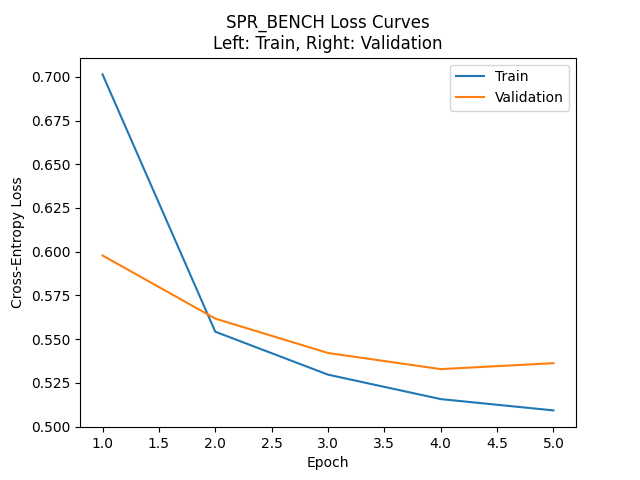 SPR_BENCH Loss Curves
Left: Train, Right: Validation
Train
Validation
Cross-Entropy Loss
0.700
0.675
0.650
0.625
0.600
0.575
0.550
0.525
0.500
1.0 1.5 2.0 2.5 3.0 3.5 4.0 4.5 5.0
Epoch